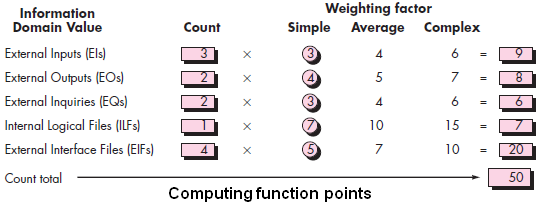 Information Weighting factor
Domain Value Count Simple Average Complex
External Inputs (EIs) 3 × 3 4 6 = 9
External Outputs (EOs) 2 × 4 5 7 = 8
External Inquiries (EQs) 2 × 3 4 6 = 6
Internal Logical Files (ILFs) 1 × 7 10 15 = 7
External Interface Files (EIFs) 4 × 5 7 10 = 20
Count total 50
Computing function points